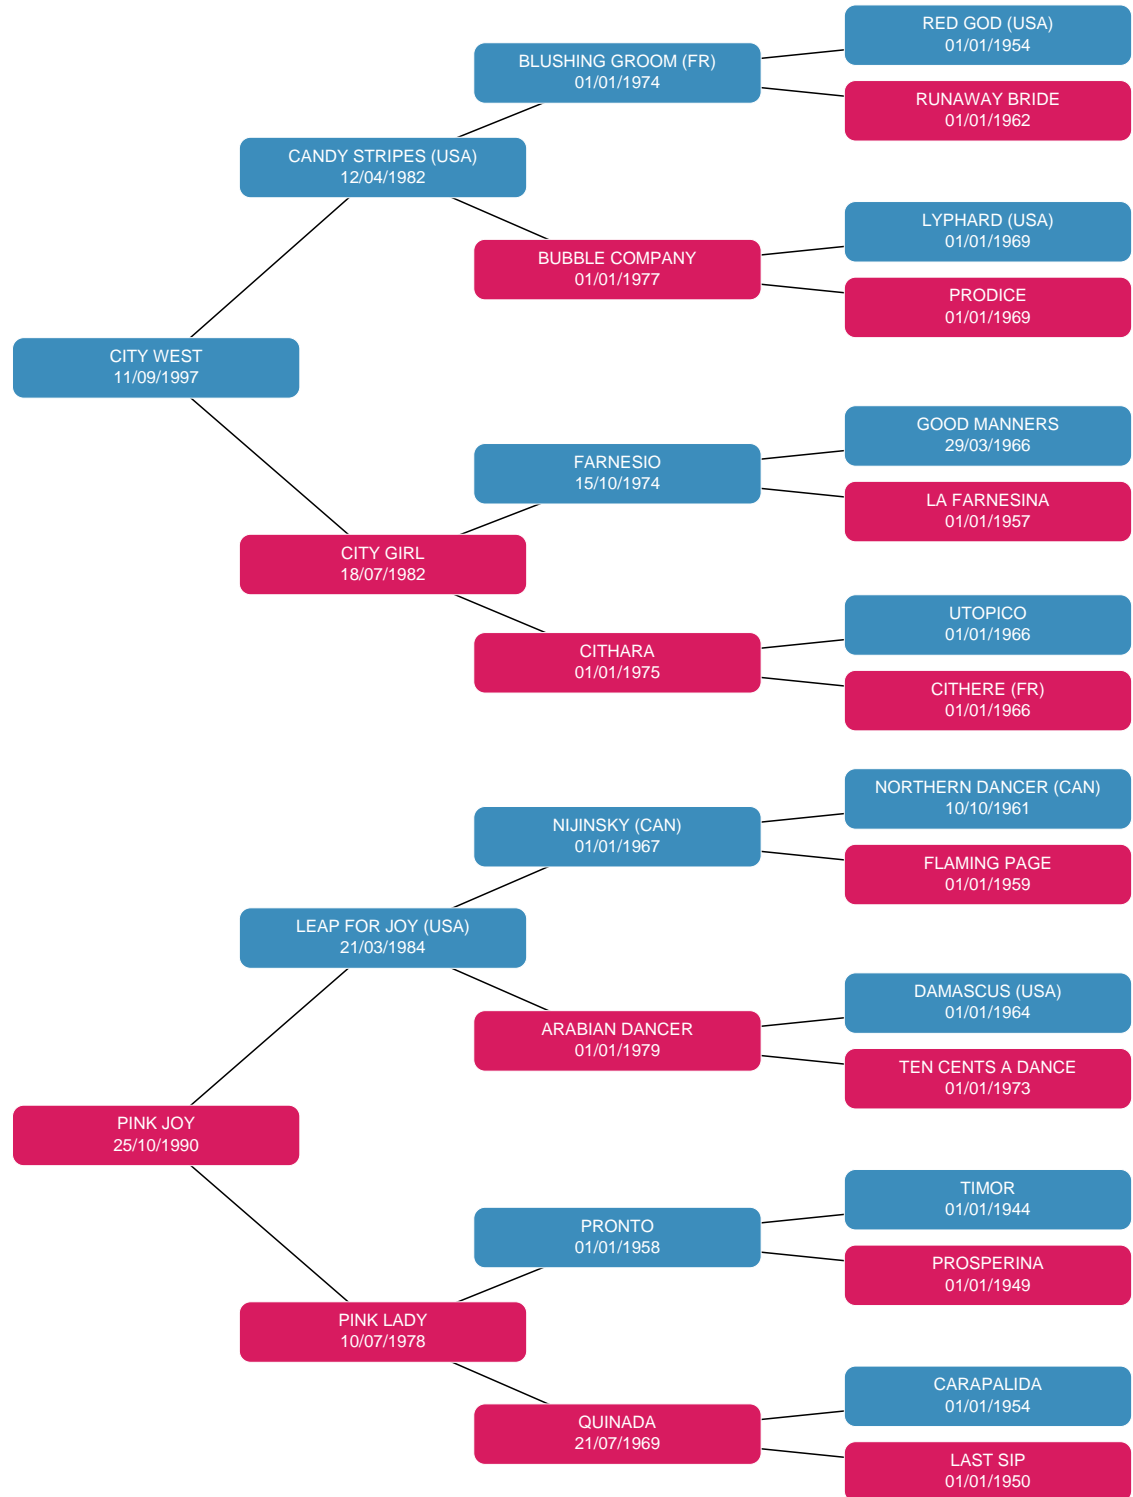 RED GOD (USA)
01/01/1954
BLUSHING GROOM (FR)
01/01/1974
RUNAWAY BRIDE
01/01/1962
CANDY STRIPES (USA)
12/04/1982
LYPHARD (USA)
01/01/1969
BUBBLE COMPANY
01/01/1977
PRODICE
01/01/1969
CITY WEST
11/09/1997
GOOD MANNERS
29/03/1966
FARNESIO
15/10/1974
LA FARNESINA
01/01/1957
CITY GIRL
18/07/1982
UTOPICO
01/01/1966
CITHARA
01/01/1975
CITHERE (FR)
01/01/1966
NORTHERN DANCER (CAN)
10/10/1961
NIJINSKY (CAN)
01/01/1967
FLAMING PAGE
01/01/1959
LEAP FOR JOY (USA)
21/03/1984
DAMASCUS (USA)
01/01/1964
ARABIAN DANCER
01/01/1979
TEN CENTS A DANCE
01/01/1973
PINK JOY
25/10/1990
TIMOR
01/01/1944
PRONTO
01/01/1958
PROSPERINA
01/01/1949
PINK LADY
10/07/1978
CARAPALIDA
01/01/1954
QUINADA
21/07/1969
LAST SIP
01/01/1950